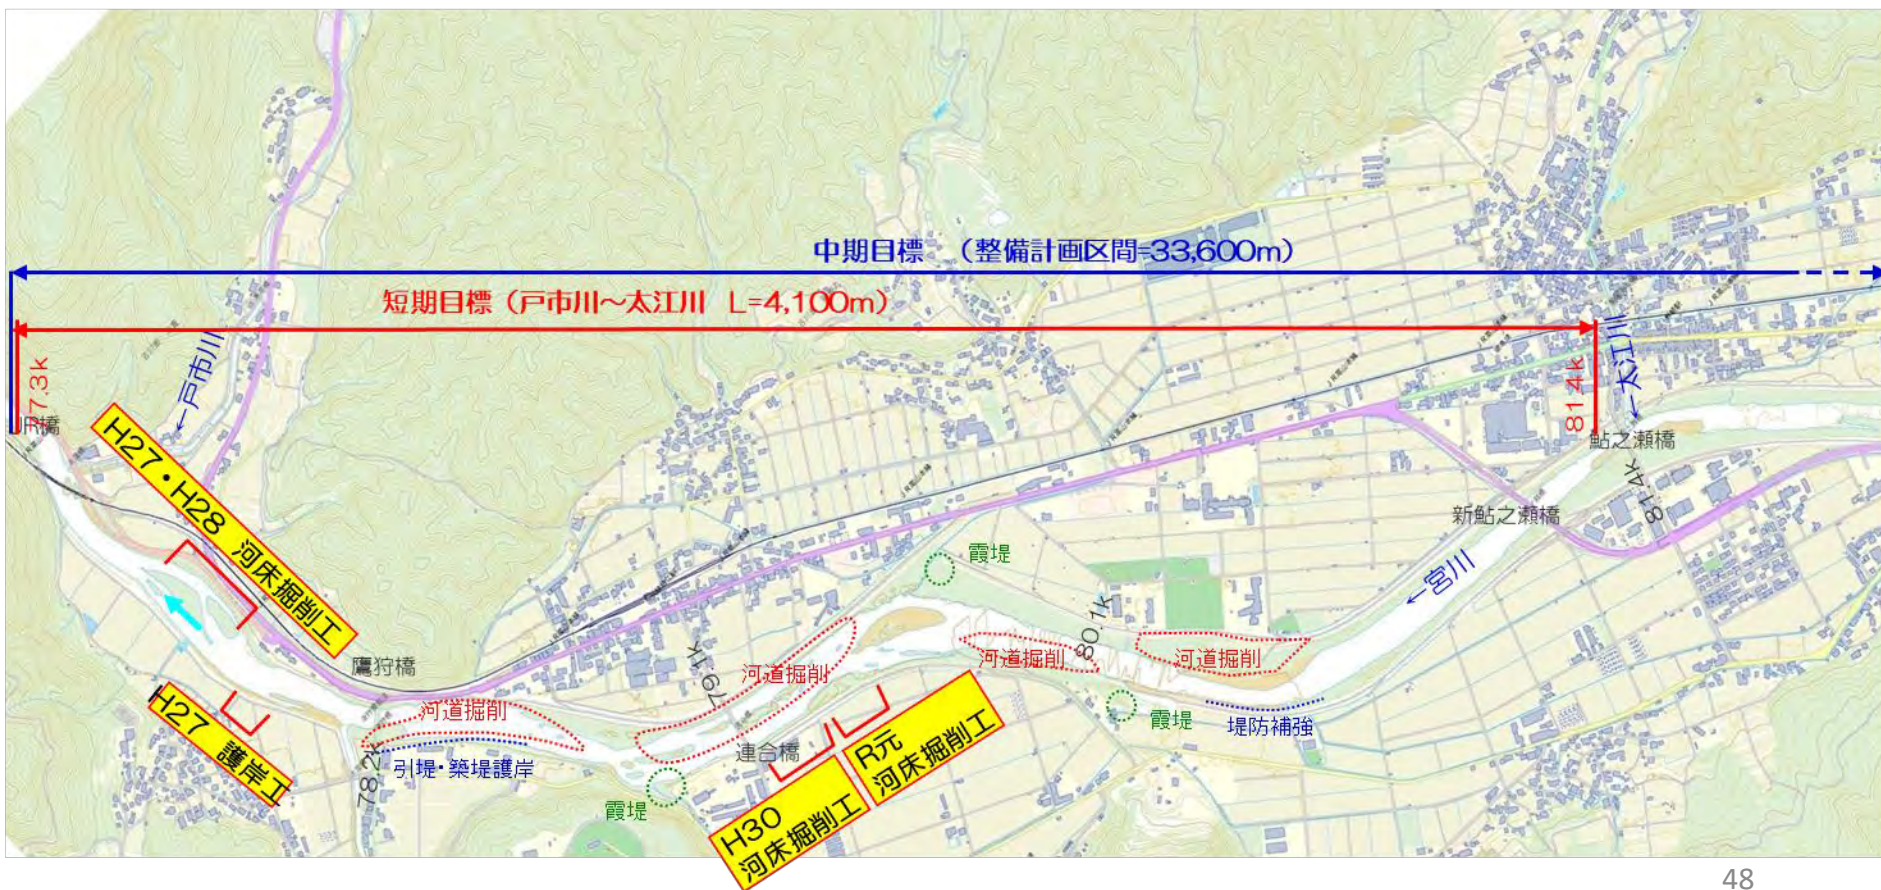 中期目標 （整備計画区間=33,600m）
短期目標（戸市川～太江川 L=4,100m）
77.3k
JR橋
←戸市川
←太江川
81.4k
鮎之瀬橋
81.4k
新鮎之瀬橋
←宮川
H27・H28 河床掘削工
鷹狩橋
H27 護岸工
78.2k
河道掘削
引堤・築堤護岸
霞堤
79.1k
河道掘削
連合橋
H30
河床掘削工
R元
河床掘削工
霞堤
河道掘削
80.1k
河道掘削
霞堤
堤防補強
48